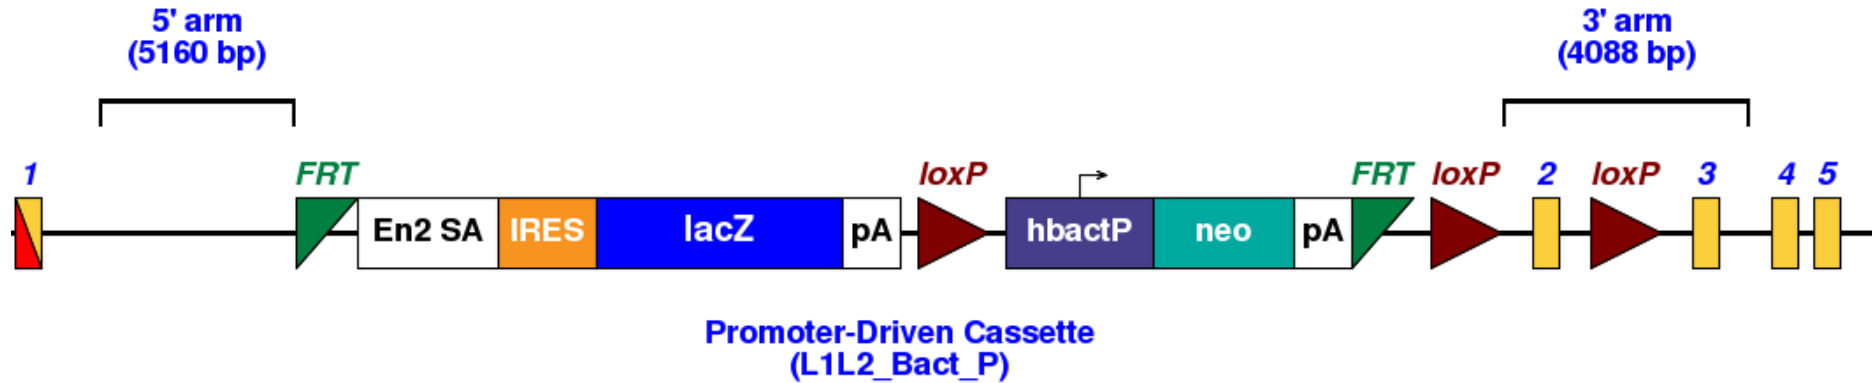 5' arm
(5160 bp)
3' arm
(4088 bp)
1 FRT loxP FRT loxP 2 loxP 3 4 5
En2 SA IRES lacZ pA hbactP neo pA
Promoter-Driven Cassette
(L1L2_Bact_P)